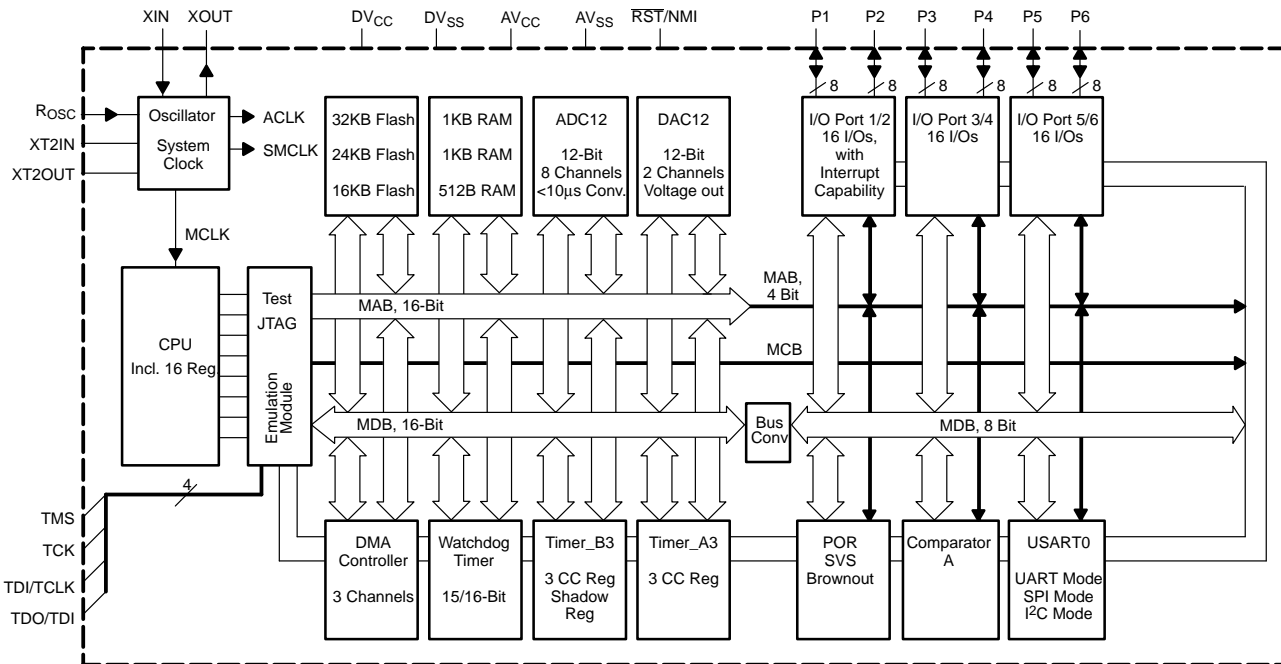 XIN
XOUT
DVCC
DVSS
AVCC
AVSS
RST/NMI
P1
P2
P3
P4
P5
P6
8
8
8
8
8
8
ROSC
XT2IN
XT2OUT
Oscillator
System
Clock
ACLK
SMCLK
MCLK
32KB Flash
24KB Flash
16KB Flash
1KB RAM
1KB RAM
512B RAM
ADC12
12-Bit
8 Channels
<10μs Conv.
DAC12
12-Bit
2 Channels
Voltage out
I/O Port 1/2
16 I/Os,
with
Interrupt
Capability
I/O Port 3/4
16 I/Os
I/O Port 5/6
16 I/Os
CPU
Incl. 16 Reg.
Test
JTAG
Emulation
Module
MAB, 16-Bit
MAB,
4 Bit
MCB
MDB, 16-Bit
Bus
Conv
MDB, 8 Bit
4
TMS
TCK
TDI/TCLK
TDO/TDI
DMA
Controller
3 Channels
Watchdog
Timer
15/16-Bit
Timer_B3
3 CC Reg
Shadow
Reg
Timer_A3
3 CC Reg
POR
SVS
Brownout
Comparator
A
USART0
UART Mode
SPI Mode
I²C Mode